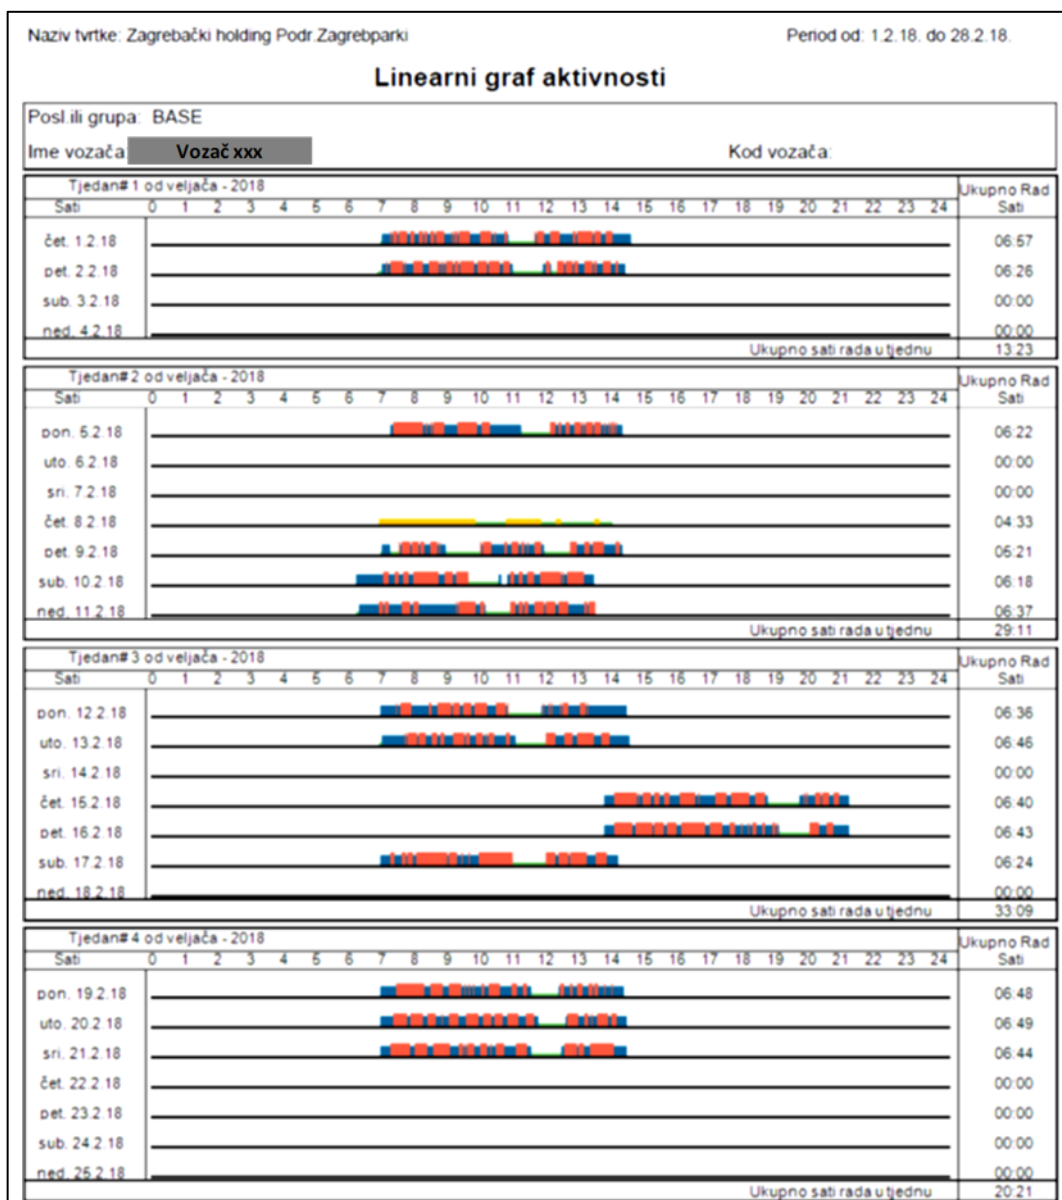 Naziv tvrtke: Zagrebački holding Podr.Zagrebparki Period od: 1.2.18. do 28.2.18.
Linearni graf aktivnosti
Posl.ili grupa: BASE
Ime vozača: Vozač xxx Kod vozača:
Tjedan# 1 od veljača - 2018 Ukupno Rad
Sati 0 1 2 3 4 5 6 7 8 9 10 11 12 13 14 16 17 18 19 20 21 22 23 24 Sati
čet. 1.2.18 06:57
pet. 2.2.18 06:26
sub. 3.2.18 00:00
ned. 4.2.18 00:00
Ukupno sati rada u tjednu 13:23
Tjedan# 2 od veljača - 2018 Ukupno Rad
Sati 0 1 2 3 4 5 6 7 8 9 10 11 12 13 14 16 17 18 19 20 21 22 23 24 Sati
pon. 5.2.18 06:22
uto. 6.2.18 00:00
sri. 7.2.18 00:00
čet. 8.2.18 04:33
pet. 9.2.18 06:21
sub. 10.2.18 06:18
ned. 11.2.18 06:37
Ukupno sati rada u tjednu 29:11
Tjedan# 3 od veljača - 2018 Ukupno Rad
Sati 0 1 2 3 4 5 6 7 8 9 10 11 12 13 14 16 17 18 19 20 21 22 23 24 Sati
pon. 12.2.18 06:36
uto. 13.2.18 06:46
sri. 14.2.18 00:00
čet. 15.2.18 06:40
pet. 16.2.18 06:43
sub. 17.2.18 06:24
ned. 18.2.18 00:00
Ukupno sati rada u tjednu 33:09
Tjedan# 4 od veljača - 2018 Ukupno Rad
Sati 0 1 2 3 4 5 6 7 8 9 10 11 12 13 14 16 17 18 19 20 21 22 23 24 Sati
pon. 19.2.18 06:48
uto. 20.2.18 06:49
sri. 21.2.18 06:44
čet. 22.2.18 00:00
pet. 23.2.18 00:00
sub. 24.2.18 00:00
ned. 25.2.18 00:00
Ukupno sati rada u tjednu 20:21